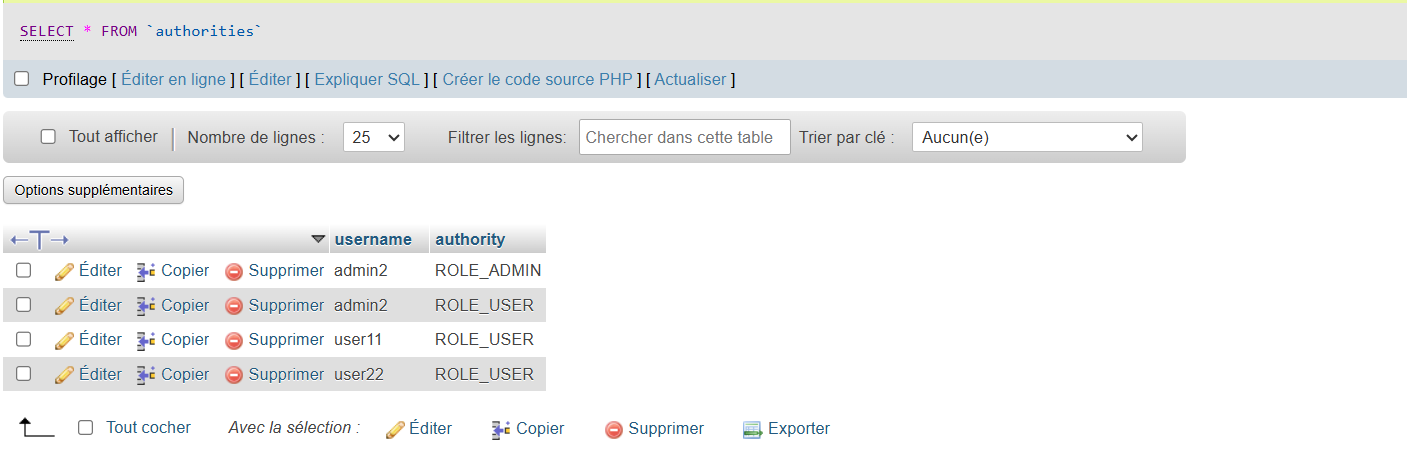 SELECT * FROM `authorities`
Profilage [ Éditer en ligne ] [ Éditer ] [ Expliquer SQL ] [ Créer le code source PHP ] [ Actualiser ]
Tout afficher | Nombre de lignes : 25 Filtrer les lignes: Chercher dans cette table Trier par clé : Aucun(e)
Options supplémentaires
username authority
Éditer Copier Supprimer admin2 ROLE_ADMIN
Éditer Copier Supprimer admin2 ROLE_USER
Éditer Copier Supprimer user11 ROLE_USER
Éditer Copier Supprimer user22 ROLE_USER
Tout cocher Avec la sélection : Éditer Copier Supprimer Exporter